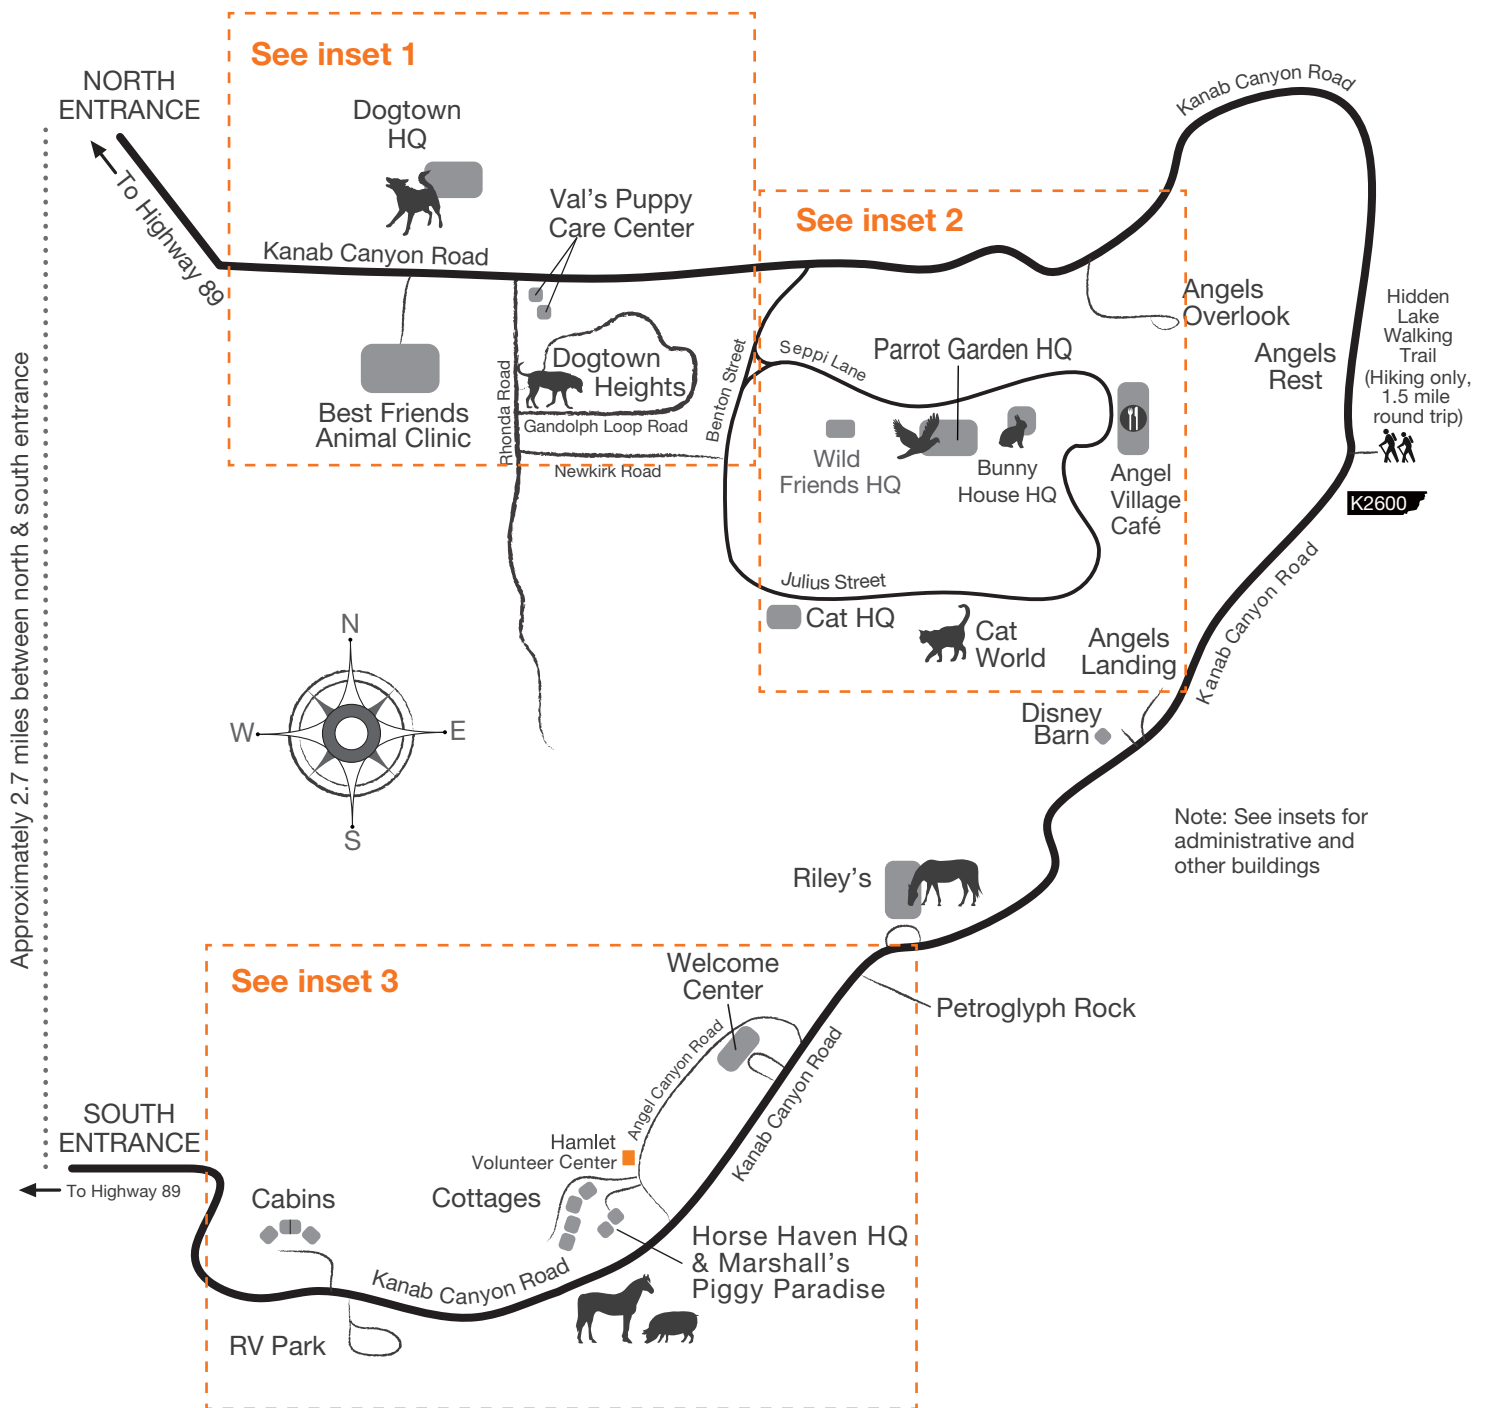 See inset 1
NORTH
ENTRANCE
To Highway 89
Dogtown
HQ
Val's Puppy
Care Center
Kanab Canyon Road
Best Friends
Animal Clinic
Rhonda Road
Dogtown
Heights
Gandolph Loop Road
Newkirk Road
Benton Street
See inset 2
Kanab Canyon Road
Angels
Overlook
Angels
Rest
Hidden
Lake
Walking
Trail
(Hiking only,
1.5 mile
round trip)
K2600
Seppi Lane
Parrot Garden HQ
Wild
Friends HQ
Bunny
House HQ
Angel
Village
Café
Julius Street
Cat HQ
Cat
World
Angels
Landing
Kanab Canyon Road
Disney
Barn
Note: See insets for
administrative and
other buildings
N
W
E
S
Approximately 2.7 miles between north & south entrance
Riley's
See inset 3
Welcome
Center
Petroglyph Rock
Angel Canyon Road
Kanab Canyon Road
SOUTH
ENTRANCE
To Highway 89
Hamlet
Volunteer Center
Cabins
Cottages
Horse Haven HQ
& Marshall's
Piggy Paradise
Kanab Canyon Road
RV Park